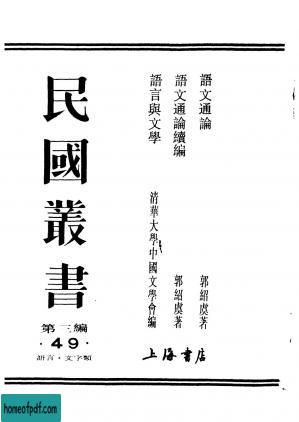 語文通論　郭紹虞著
語文通論續編　郭紹虞著
語言與文學　清華大學中國文學會編
民國叢書
第三編
·49·
語言·文字類
上海書店
homeofpdf.com